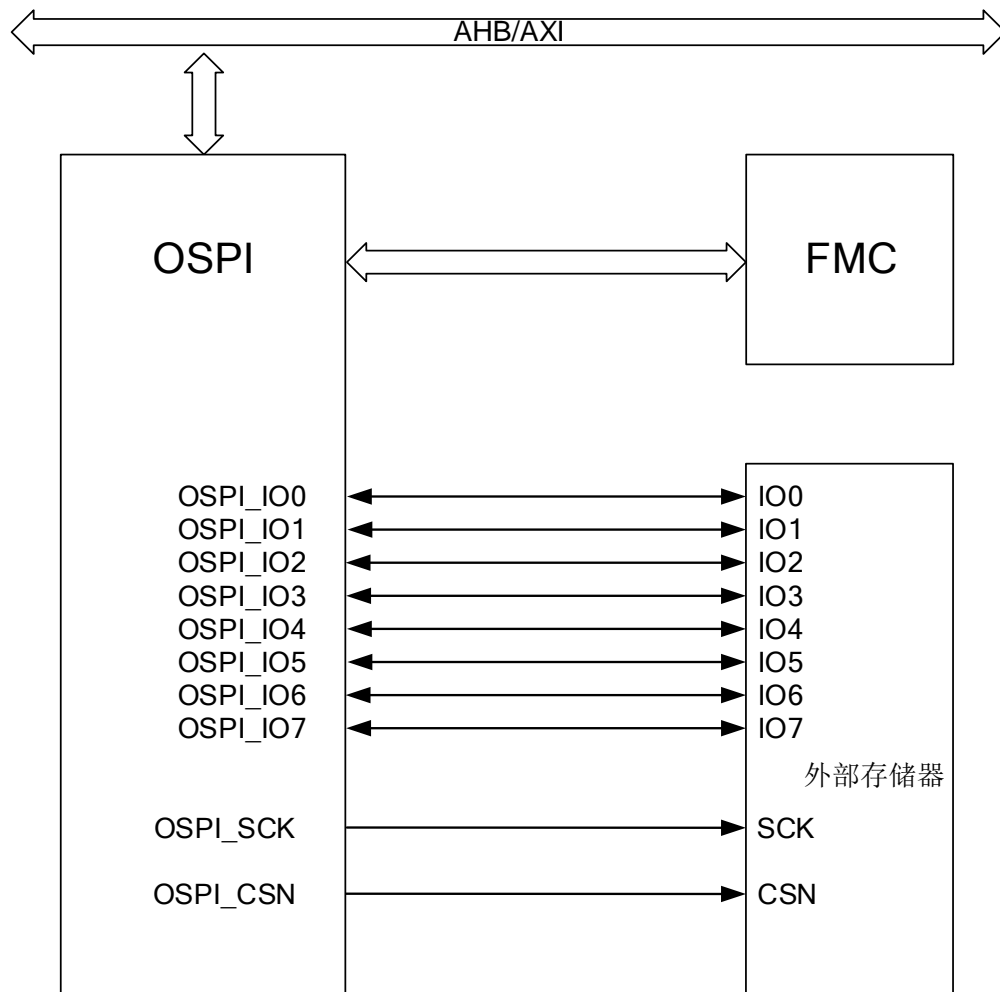 AHB/AXI
OSPI
FMC
OSPI_IO0 IO0
OSPI_IO1 IO1
OSPI_IO2 IO2
OSPI_IO3 IO3
OSPI_IO4 IO4
OSPI_IO5 IO5
OSPI_IO6 IO6
OSPI_IO7 IO7
外部存储器
OSPI_SCK SCK
OSPI_CSN CSN